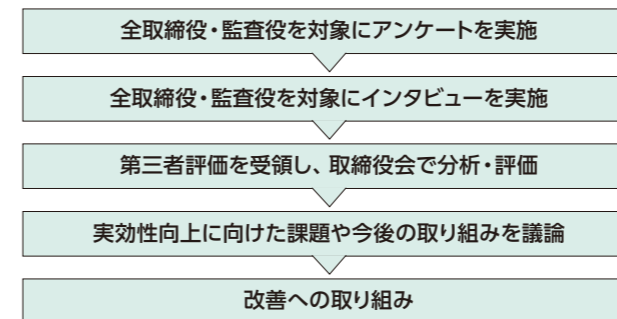 全取締役・監査役を対象にアンケートを実施
全取締役・監査役を対象にインタビューを実施
第三者評価を受領し、取締役会で分析・評価
実効性向上に向けた課題や今後の取り組みを議論
改善への取り組み